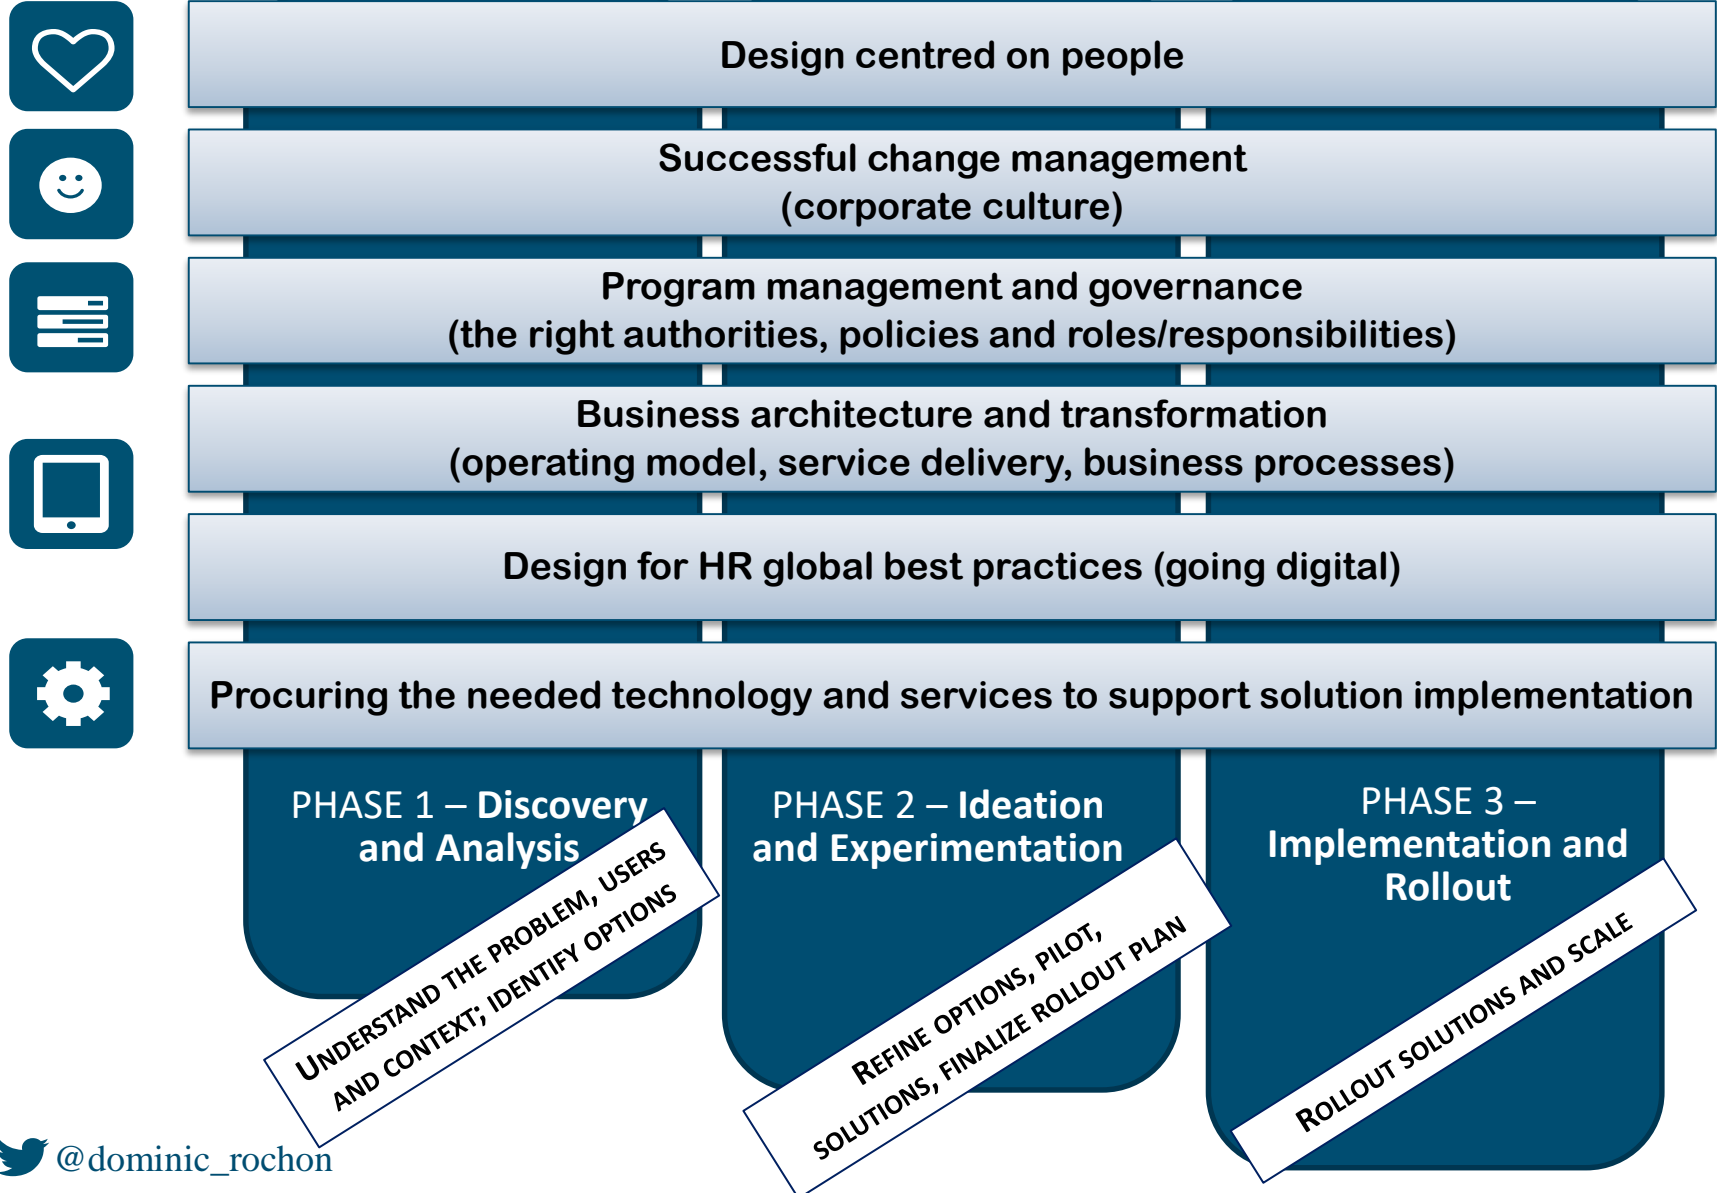 Design centred on people
Successful change management
(corporate culture)
Program management and governance
(the right authorities, policies and roles/responsibilities)
Business architecture and transformation
(operating model, service delivery, business processes)
Design for HR global best practices (going digital)
Procuring the needed technology and services to support solution implementation
PHASE 1 – Discovery
and Analysis
UNDERSTAND THE PROBLEM, USERS
AND CONTEXT; IDENTIFY OPTIONS
PHASE 2 – Ideation
and Experimentation
REFINE OPTIONS, PILOT,
SOLUTIONS, FINALIZE ROLLOUT PLAN
PHASE 3 –
Implementation and
Rollout
ROLLOUT SOLUTIONS AND SCALE
@dominic_rochon